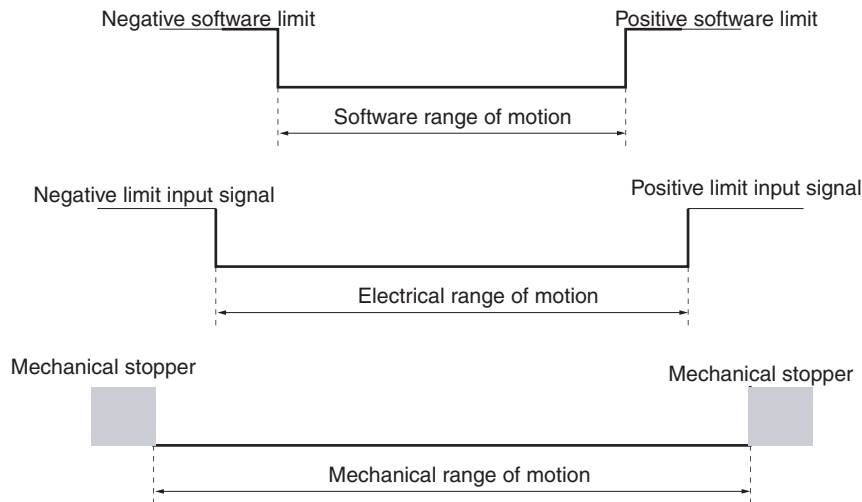 Negative software limit
Positive software limit
Software range of motion
Negative limit input signal
Positive limit input signal
Electrical range of motion
Mechanical stopper
Mechanical stopper
Mechanical range of motion